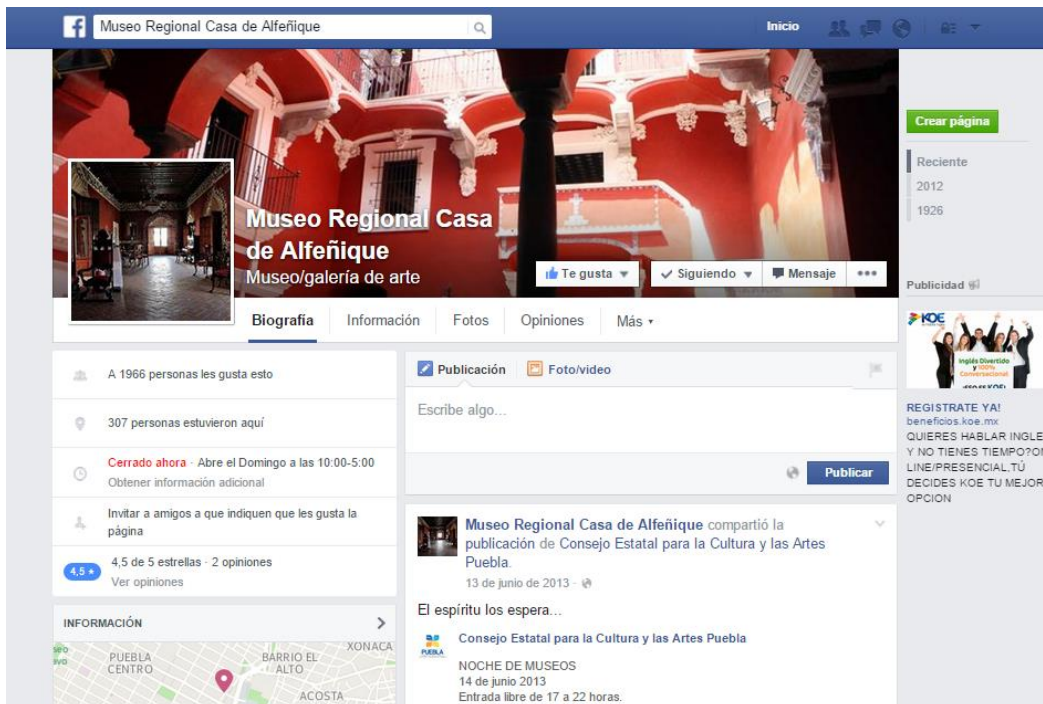 Museo Regional Casa de Alfeñique
Inicio
Museo Regional Casa
de Alfeñique
Museo/galería de arte
Te gusta
Siguiendo
Mensaje
Biografía
Información
Fotos
Opiniones
Más
A 1966 personas les gusta esto
307 personas estuvieron aquí
Cerrado ahora · Abre el Domingo a las 10:00-5:00
Obtener información adicional
Invitar a amigos a que indiquen que les gusta la
página
4,5 ★
4,5 de 5 estrellas · 2 opiniones
Ver opiniones
INFORMACIÓN
PUEBLA
CENTRO
BARRIO EL
ALTO
XONACA
ACOSTA
Publicación
Foto/video
Escribe algo...
Publicar
Museo Regional Casa de Alfeñique compartió la
publicación de Consejo Estatal para la Cultura y las Artes
Puebla.
13 de junio de 2013 ·
El espíritu los espera...
PUEBLA
Consejo Estatal para la Cultura y las Artes Puebla
NOCHE DE MUSEOS
14 de junio 2013
Entrada libre de 17 a 22 horas.
Crear página
Reciente
2012
1926
Publicidad
KOE
Inglés Divertido
y 100%
Conversacional
REGISTRATE YA!
beneficios.koe.mx
QUIERES HABLAR INGLE
Y NO TIENES TIEMPO?O
LINE/PRESENCIAL,TÚ
DECIDES KOE TU MEJOR
OPCION